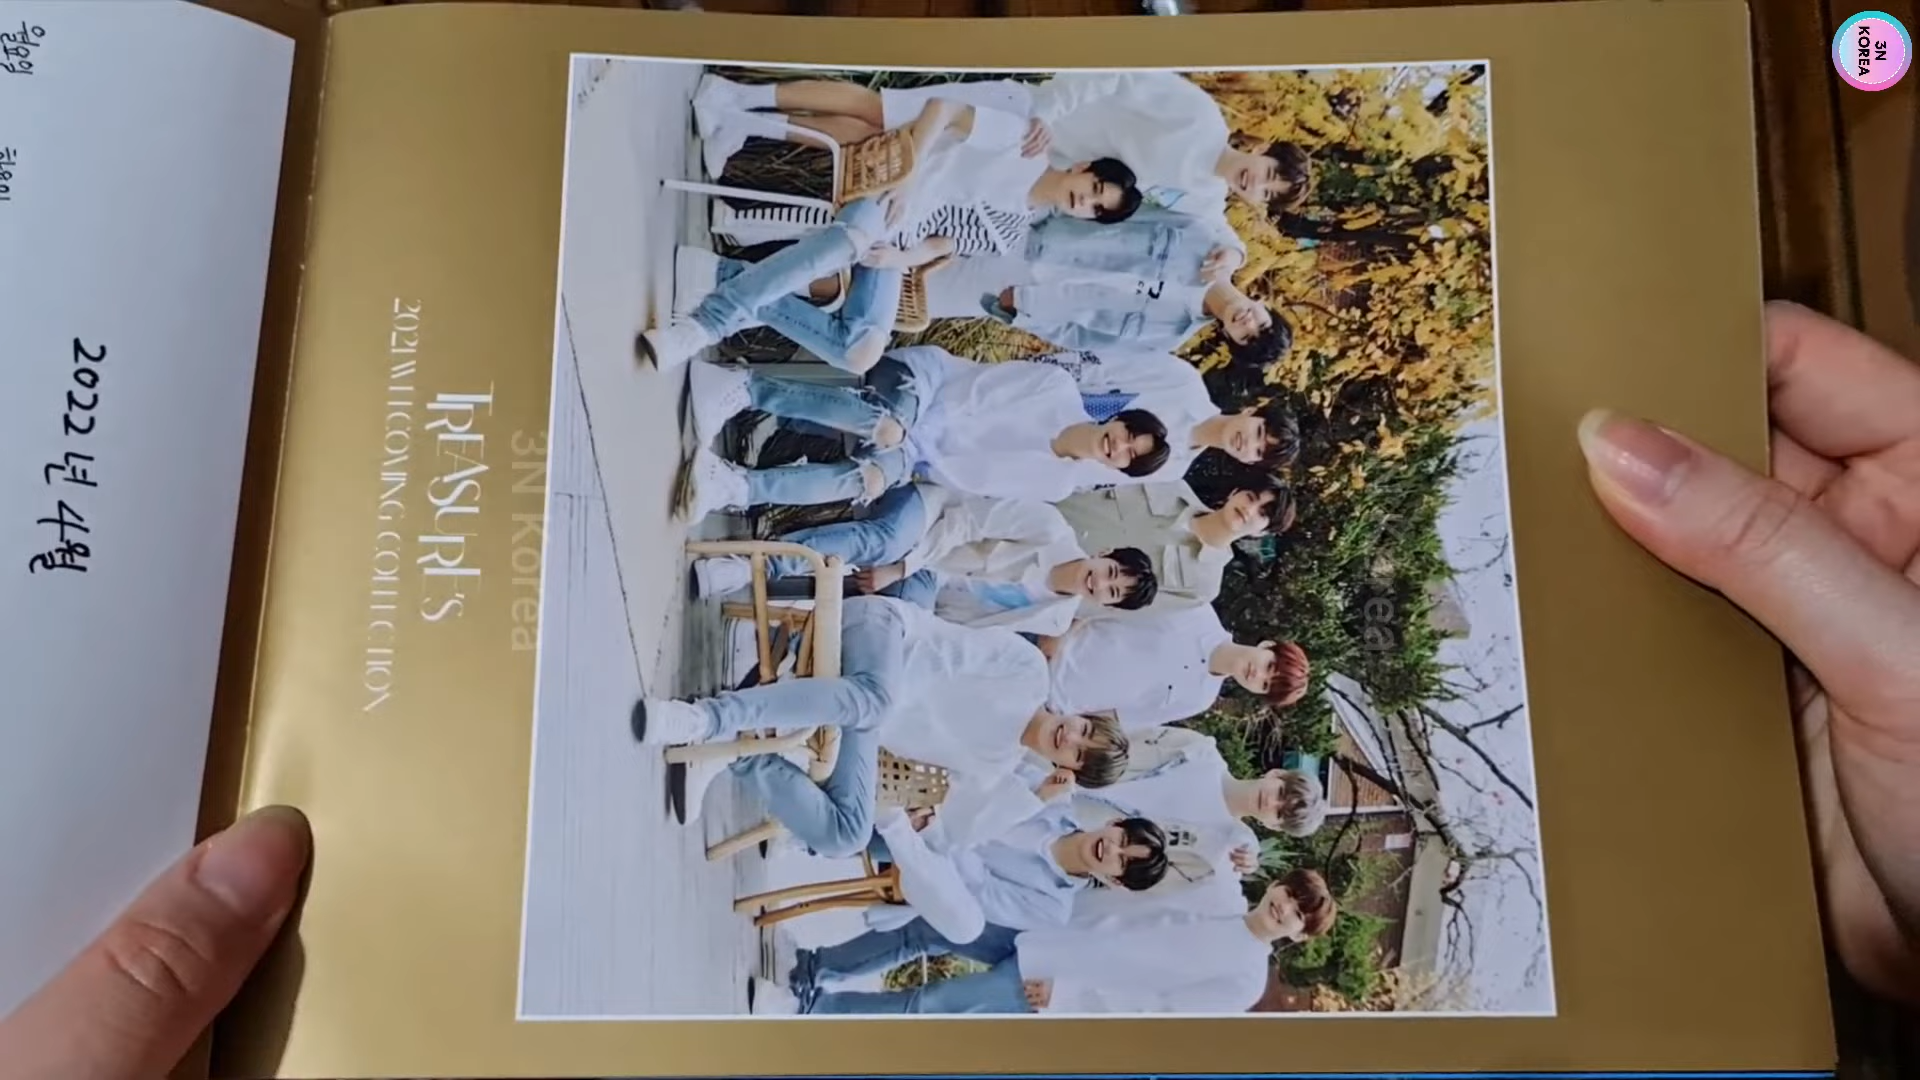 3N
KOREA
TREASURE'S
2021 WELCOMING COLLECTION
3N Korea
2022년 4월